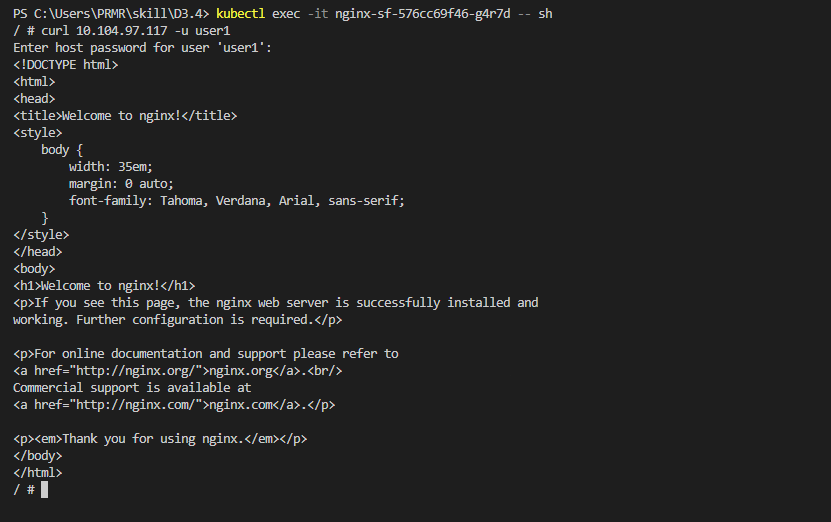 PS C:\Users\PRMR\skill\D3.4> kubectl exec -it nginx-sf-576cc69f46-g4r7d -- sh
/ # curl 10.104.97.117 -u user1
Enter host password for user 'user1':
<!DOCTYPE html>
<html>
<head>
<title>Welcome to nginx!</title>
<style>
    body {
        width: 35em;
        margin: 0 auto;
        font-family: Tahoma, Verdana, Arial, sans-serif;
    }
</style>
</head>
<body>
<h1>Welcome to nginx!</h1>
<p>If you see this page, the nginx web server is successfully installed and
working. Further configuration is required.</p>

<p>For online documentation and support please refer to
<a href="http://nginx.org/">nginx.org</a>.<br/>
Commercial support is available at
<a href="http://nginx.com/">nginx.com</a>.</p>

<p><em>Thank you for using nginx.</em></p>
</body>
</html>
/ #